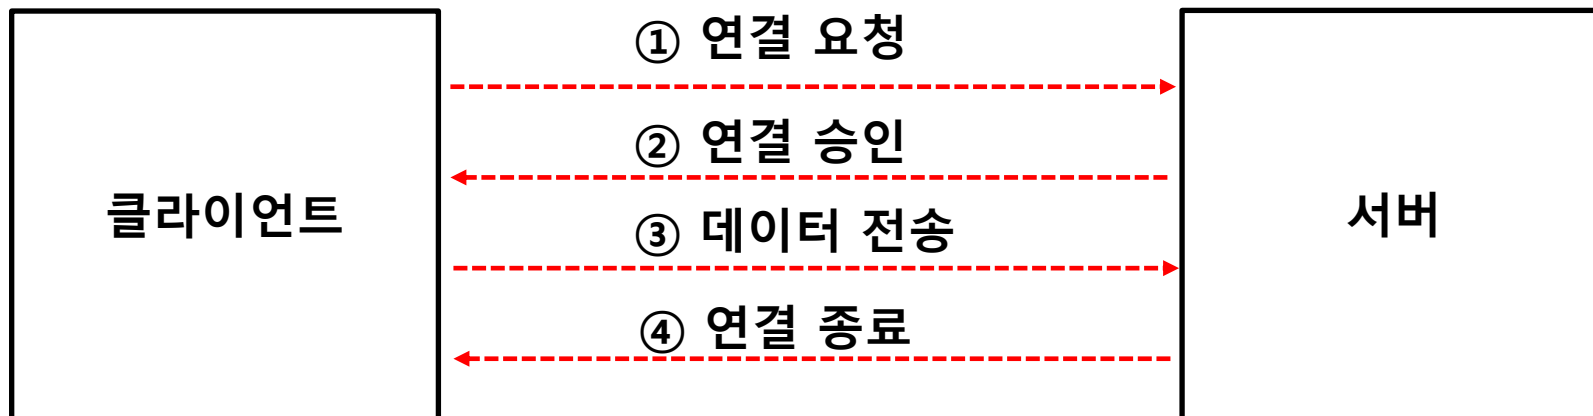 ① 연결 요청
② 연결 승인
클라이언트
③ 데이터 전송
서버
④ 연결 종료